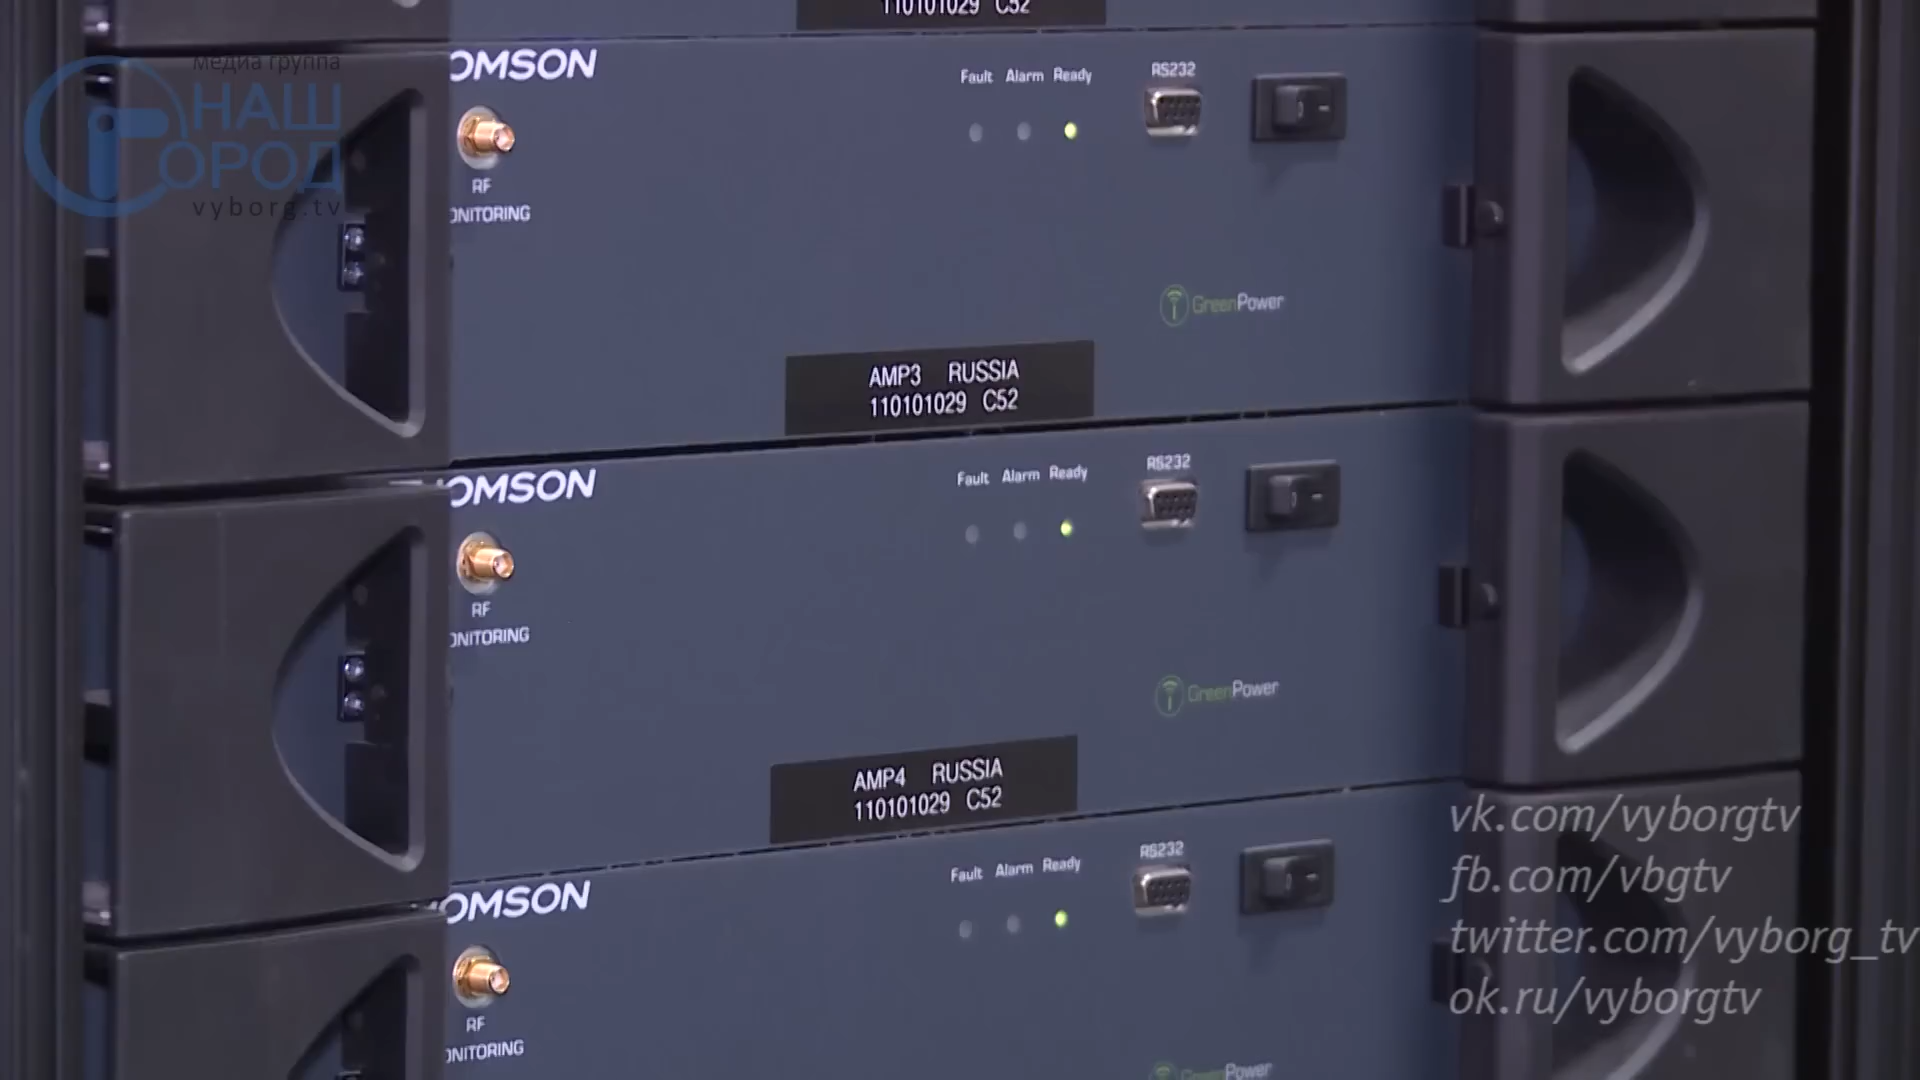 110101029 C52
Медиа группа
НАШ
ГОРОД
vyborg.tv
OMSON
RF
ONITORING
Fault Alarm Ready
RS232
GreenPower
AMP3 RUSSIA
110101029 C52
HOMSON
RF
ONITORING
Fault Alarm Ready
RS232
GreenPower
AMP4 RUSSIA
110101029 C52
OMSON
RF
ONITORING
Fault Alarm Ready
RS232
GreenPower
vk.com/vyborgtv
fb.com/vbgtv
twitter.com/vyborg_tv
ok.ru/vyborgtv